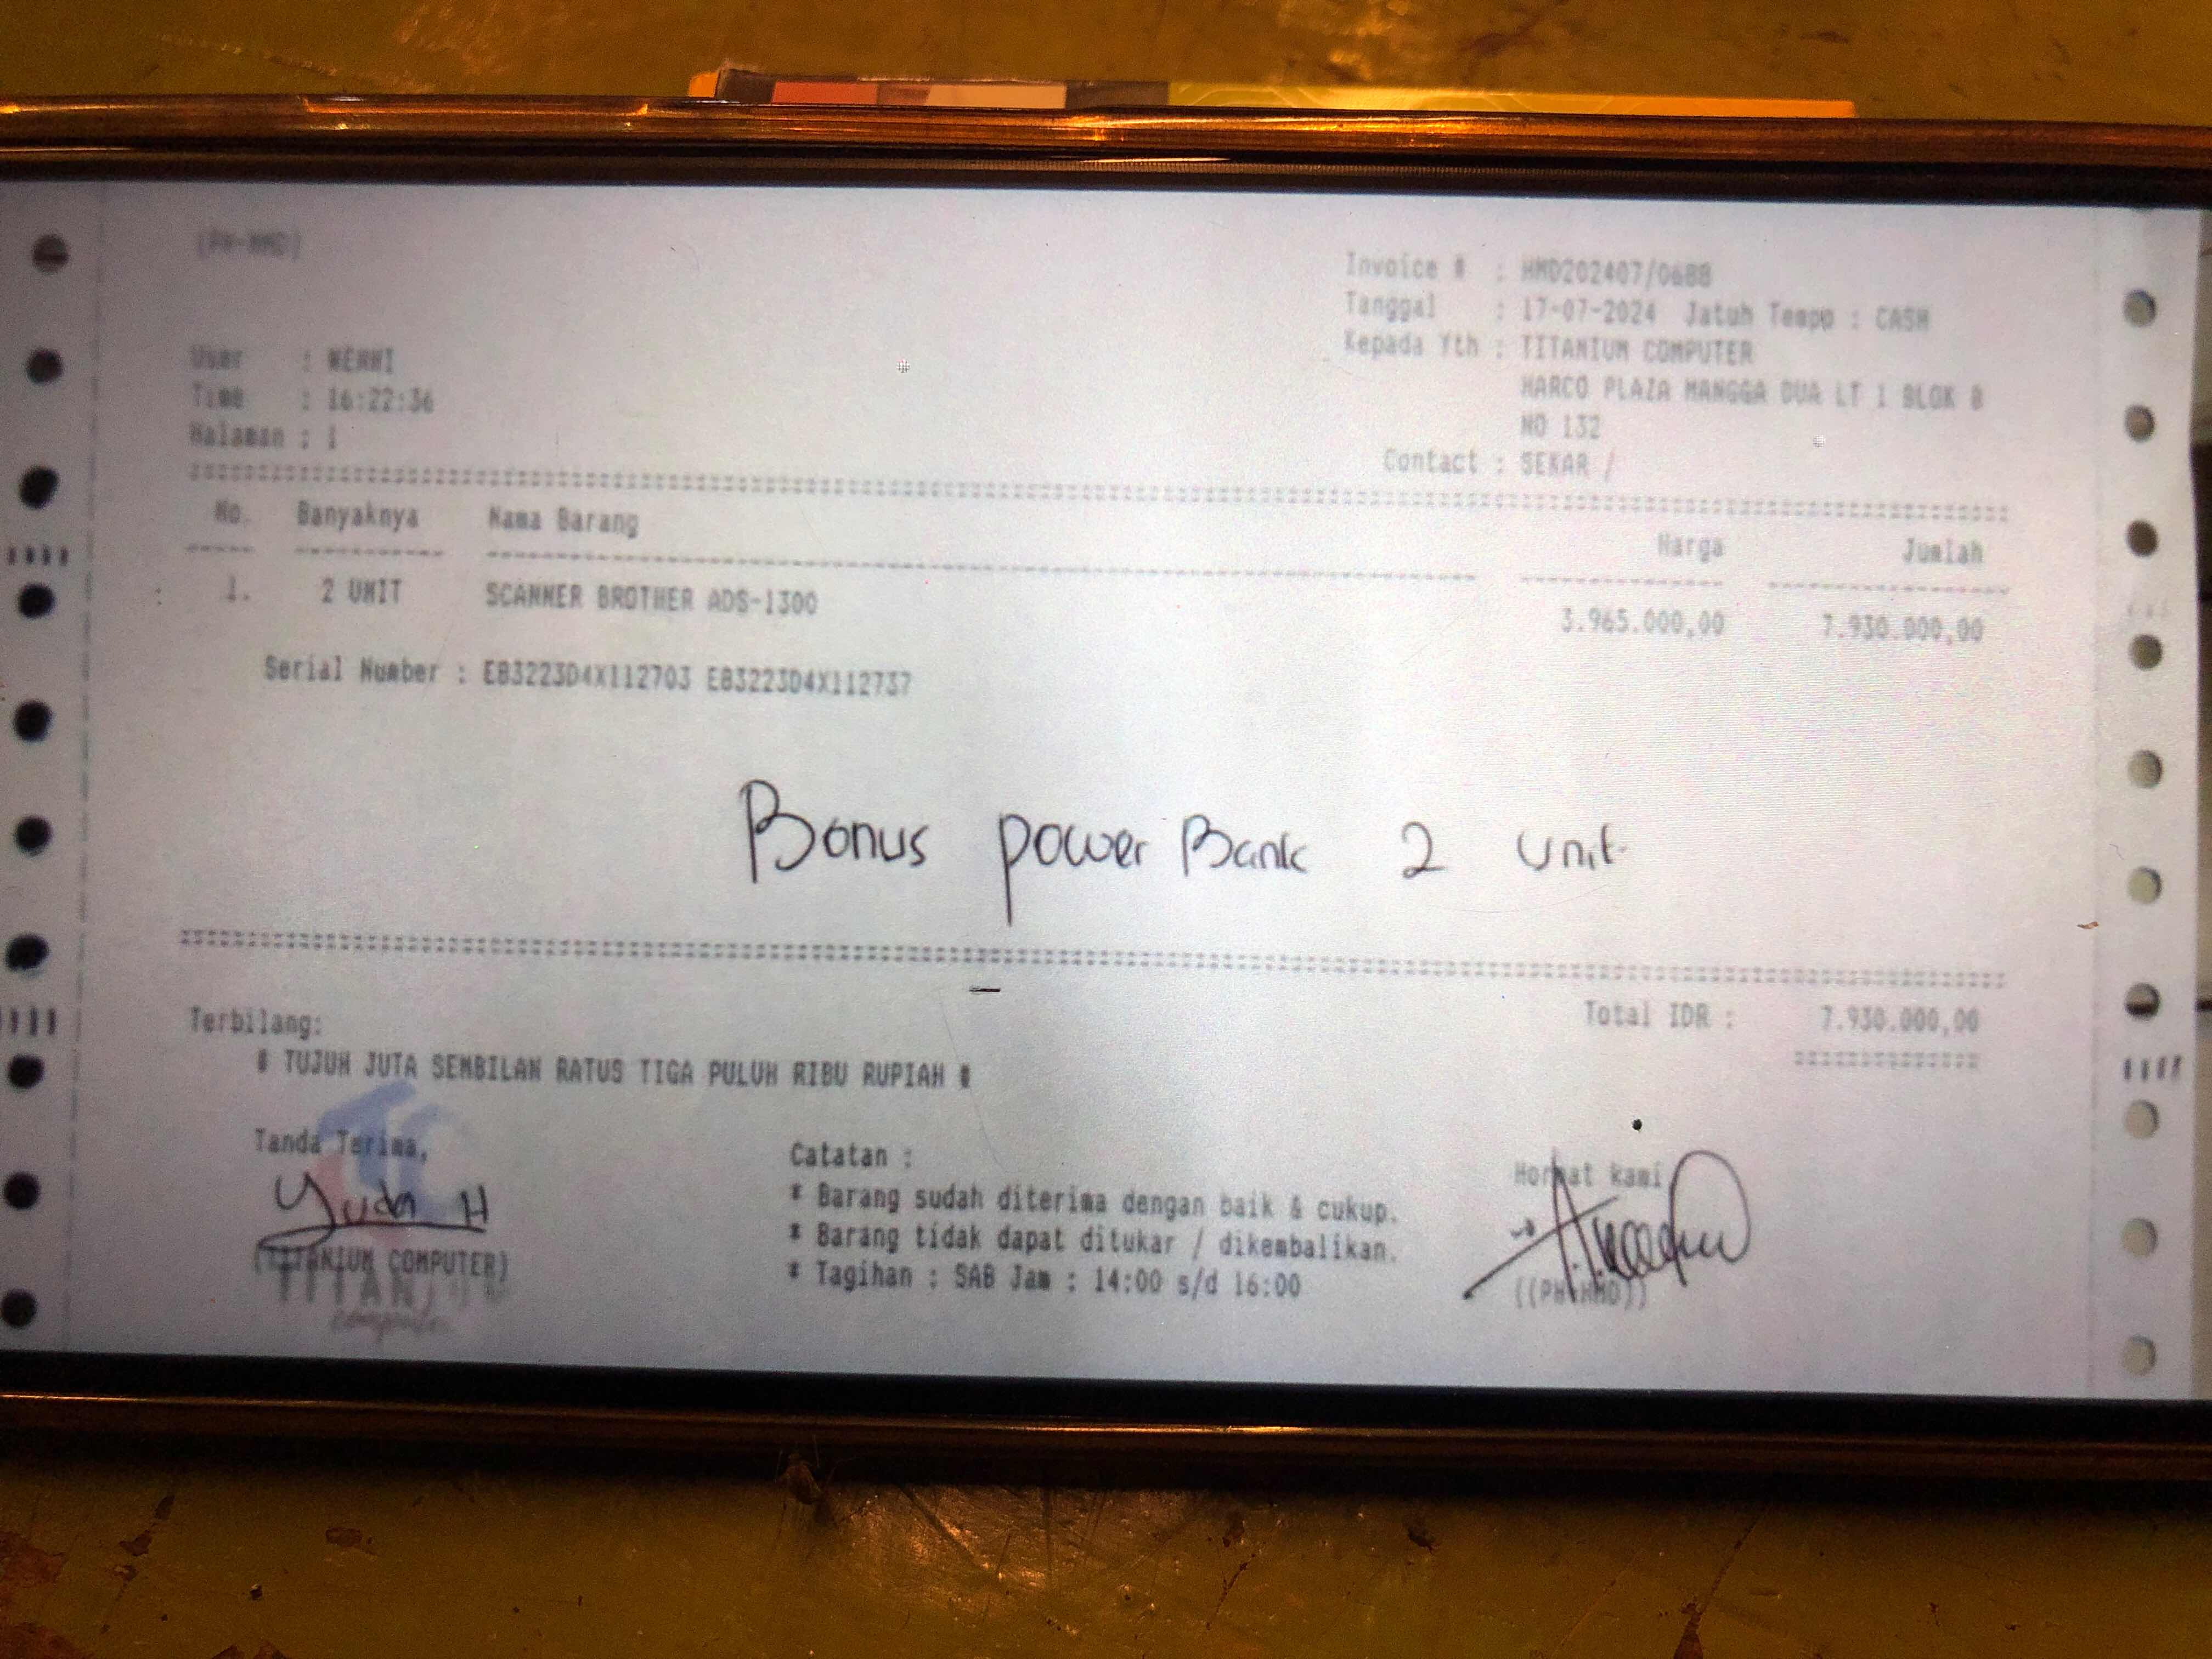 (PH-HMD)
Invoice # : HMD202407/0688
Tanggal : 17-07-2024 Jatuh Tempo : CASH
Kepada Yth : TITANIUM COMPUTER
HARCO PLAZA MANGGA DUA LT 1 BLOK B
NO 132
Contact : SEKAR /
User : WEHHI
Time : 16:22:36
Halaman : 1
No. Banyaknya Nama Barang Harga Jumlah
1. 2 UNIT SCANNER BROTHER ADS-1300 3.965.000,00 7.930.000,00
Serial Number : E83223D4X112703 E83223D4X112737
Bonus power Bank 2 unit
Total IDR : 7.930.000,00
Terbilang:
# TUJUH JUTA SEMBILAN RATUS TIGA PULUH RIBU RUPIAH #
Tanda Terima,
Yuda H
(TITANIUM COMPUTER)
TITANIUM
Computer
Catatan :
* Barang sudah diterima dengan baik & cukup.
* Barang tidak dapat ditukar / dikembalikan.
* Tagihan : SAB Jam : 14:00 s/d 16:00
Hormat kami
((PH-HMD))